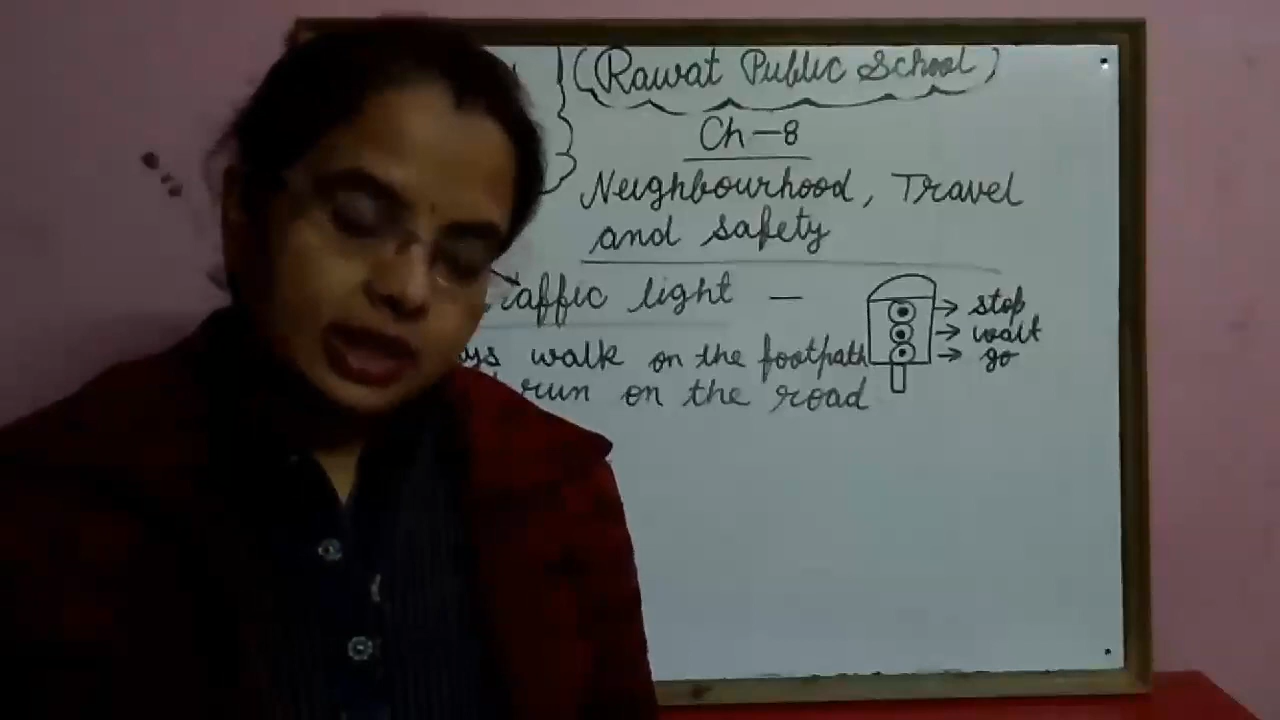 (Rawat Public School)
Ch-8
Neighbourhood, Travel
and safety
light —
stop
wait
go
walk on the footpath
run on the road